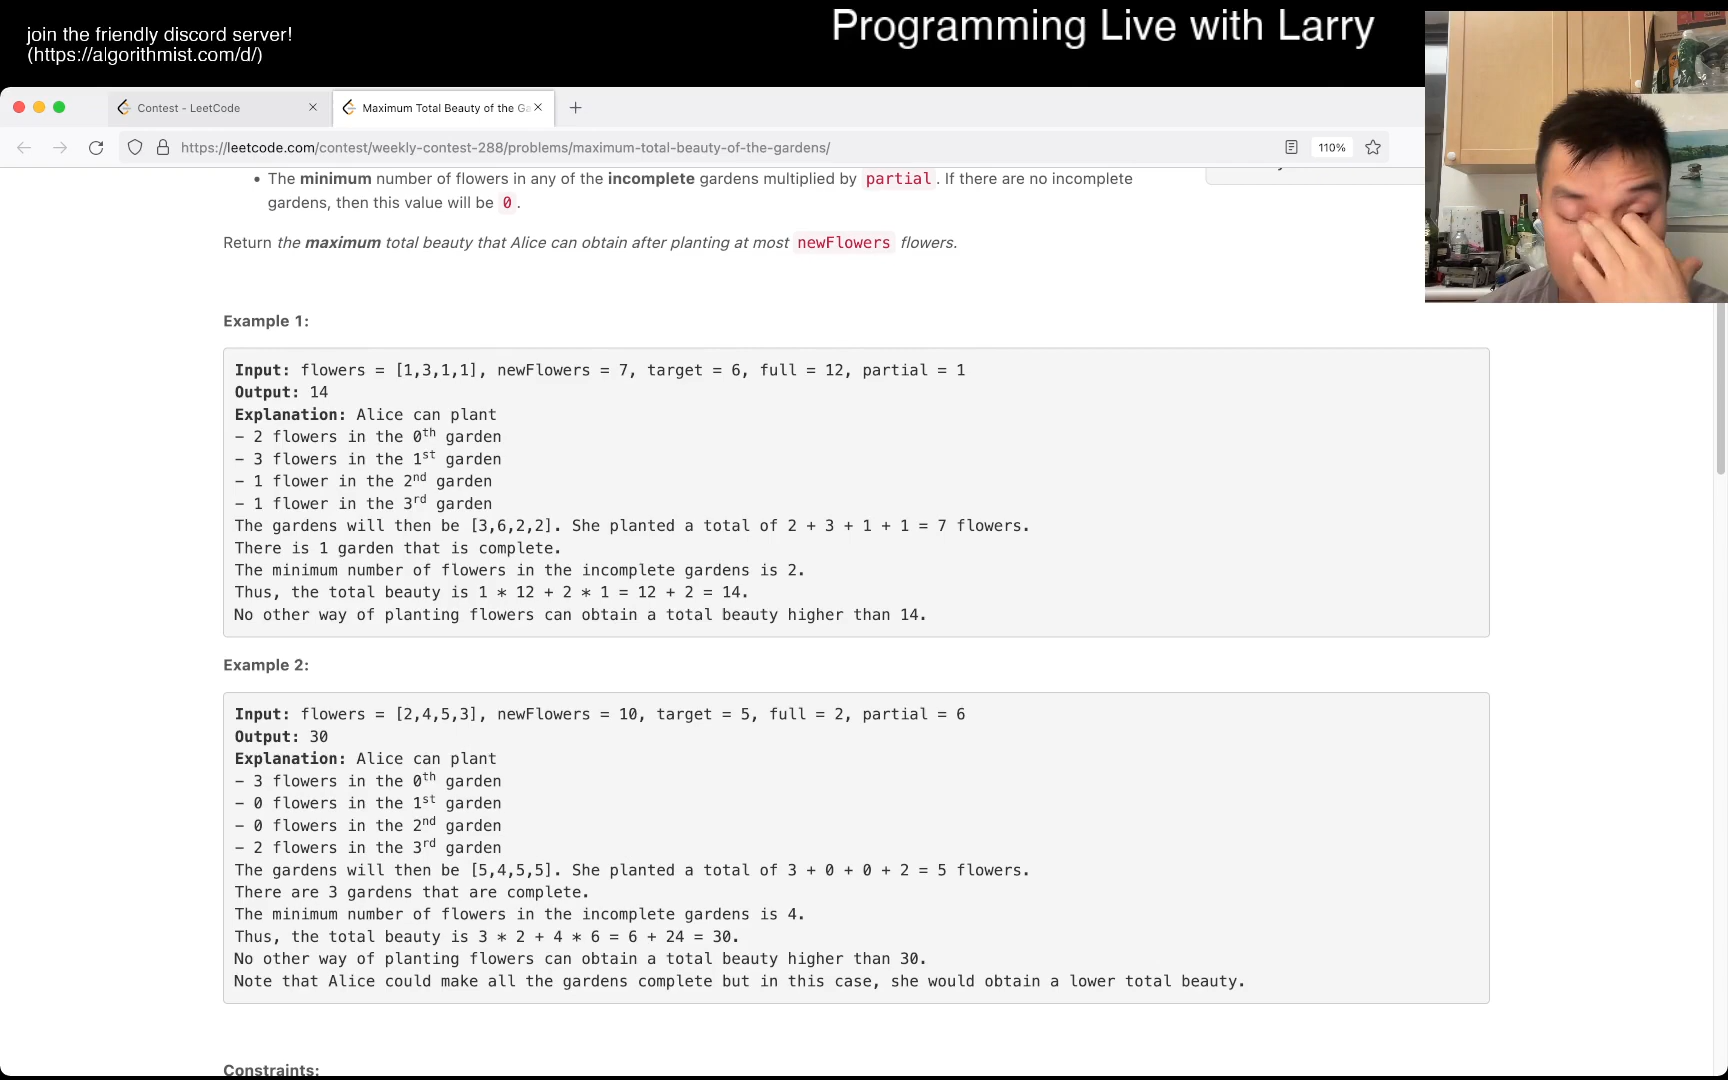 join the friendly discord server!
(https://algorithmist.com/d/)
Programming Live with Larry
Contest - LeetCode
Maximum Total Beauty of the Ga
https://leetcode.com/contest/weekly-contest-288/problems/maximum-total-beauty-of-the-gardens/
110%
• The minimum number of flowers in any of the incomplete gardens multiplied by partial. If there are no incomplete
gardens, then this value will be 0.
Return the maximum total beauty that Alice can obtain after planting at most newFlowers flowers.
Example 1:
Input: flowers = [1,3,1,1], newFlowers = 7, target = 6, full = 12, partial = 1
Output: 14
Explanation: Alice can plant
- 2 flowers in the 0th garden
- 3 flowers in the 1st garden
- 1 flower in the 2nd garden
- 1 flower in the 3rd garden
The gardens will then be [3,6,2,2]. She planted a total of 2 + 3 + 1 + 1 = 7 flowers.
There is 1 garden that is complete.
The minimum number of flowers in the incomplete gardens is 2.
Thus, the total beauty is 1 * 12 + 2 * 1 = 12 + 2 = 14.
No other way of planting flowers can obtain a total beauty higher than 14.
Example 2:
Input: flowers = [2,4,5,3], newFlowers = 10, target = 5, full = 2, partial = 6
Output: 30
Explanation: Alice can plant
- 3 flowers in the 0th garden
- 0 flowers in the 1st garden
- 0 flowers in the 2nd garden
- 2 flowers in the 3rd garden
The gardens will then be [5,4,5,5]. She planted a total of 3 + 0 + 0 + 2 = 5 flowers.
There are 3 gardens that are complete.
The minimum number of flowers in the incomplete gardens is 4.
Thus, the total beauty is 3 * 2 + 4 * 6 = 6 + 24 = 30.
No other way of planting flowers can obtain a total beauty higher than 30.
Note that Alice could make all the gardens complete but in this case, she would obtain a lower total beauty.
Constraints: